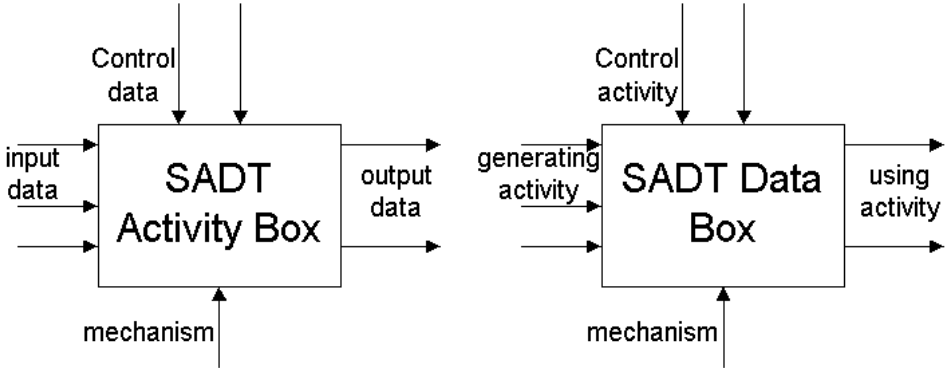 Control
data
input
data
SADT
Activity Box
output
data
mechanism
Control
activity
generating
activity
SADT Data
Box
using
activity
mechanism